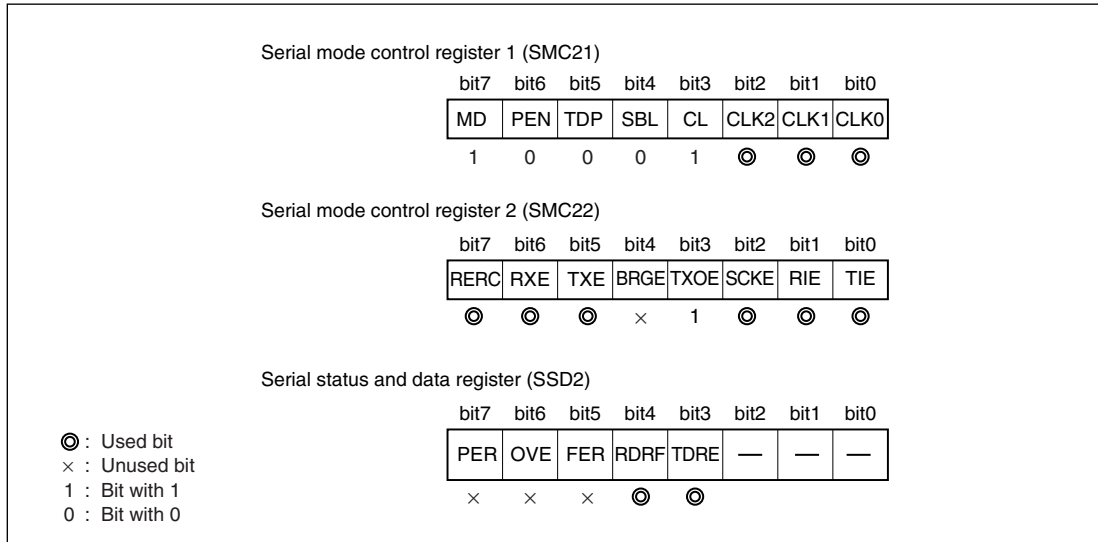 Serial mode control register 1 (SMC21)
bit7 bit6 bit5 bit4 bit3 bit2 bit1 bit0
MD PEN TDP SBL CL CLK2 CLK1 CLK0
1 0 0 0 1 ◎ ◎ ◎
Serial mode control register 2 (SMC22)
bit7 bit6 bit5 bit4 bit3 bit2 bit1 bit0
RERC RXE TXE BRGE TXOE SCKE RIE TIE
◎ ◎ ◎ × 1 ◎ ◎ ◎
Serial status and data register (SSD2)
bit7 bit6 bit5 bit4 bit3 bit2 bit1 bit0
PER OVE FER RDRF TDRE — — —
× × × ◎ ◎
◎ : Used bit
× : Unused bit
1 : Bit with 1
0 : Bit with 0